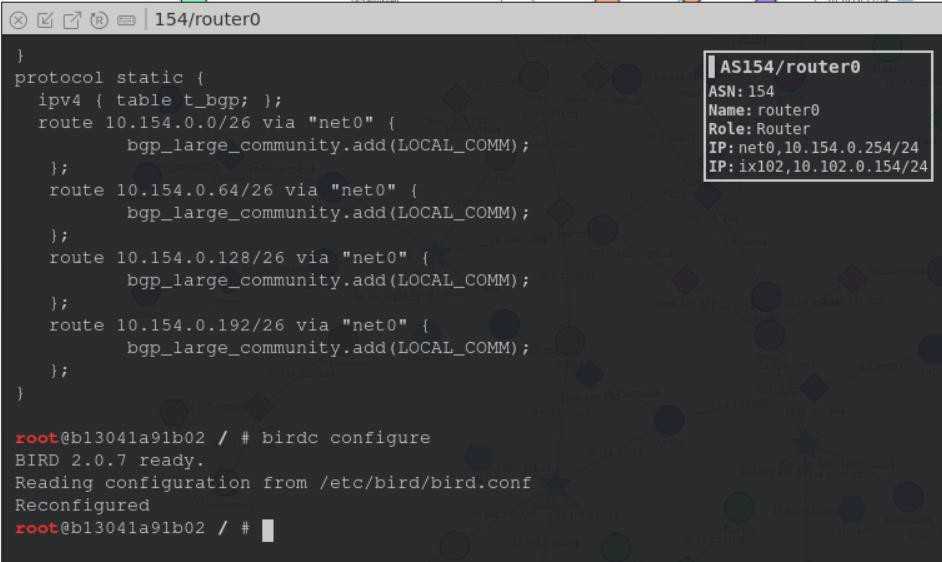 154/router0
}
protocol static {
  ipv4 { table t_bgp; };
  route 10.154.0.0/26 via "net0" {
          bgp_large_community.add(LOCAL_COMM);
   };
   route 10.154.0.64/26 via "net0" {
          bgp_large_community.add(LOCAL_COMM);
   };
   route 10.154.0.128/26 via "net0" {
          bgp_large_community.add(LOCAL_COMM);
   };
   route 10.154.0.192/26 via "net0" {
          bgp_large_community.add(LOCAL_COMM);
   };
}
root@b13041a91b02 / # birdc configure
BIRD 2.0.7 ready.
Reading configuration from /etc/bird/bird.conf
Reconfigured
root@b13041a91b02 / #
AS154/router0
ASN: 154
Name: router0
Role: Router
IP: net0,10.154.0.254/24
IP: ix102,10.102.0.154/24